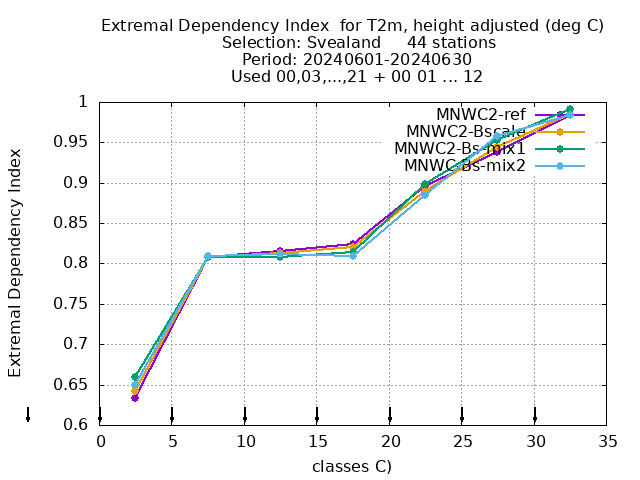 Extremal Dependency Index  for T2m, height adjusted (deg C)
Selection: Svealand     44 stations
Period: 20240601-20240630
Used 00,03,...,21 + 00 01 ... 12
MNWC2-ref
MNWC2-Bscale
MNWC2-Bs-mix1
MNWC-Bs-mix2
Extremal Dependency Index
1
0.95
0.9
0.85
0.8
0.75
0.7
0.65
0.6
0 5 10 15 20 25 30 35
classes C)